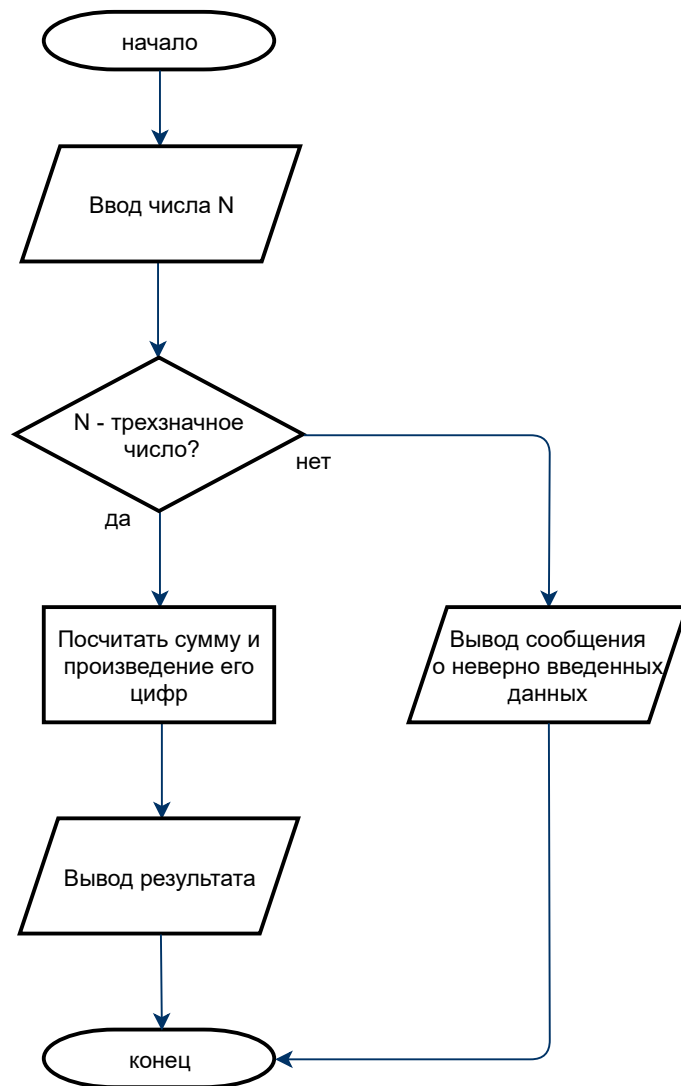 начало
Ввод числа N
N - трехзначное
число?
нет
да
Посчитать сумму и
произведение его
цифр
Вывод сообщения
о неверно введенных
данных
Вывод результата
конец